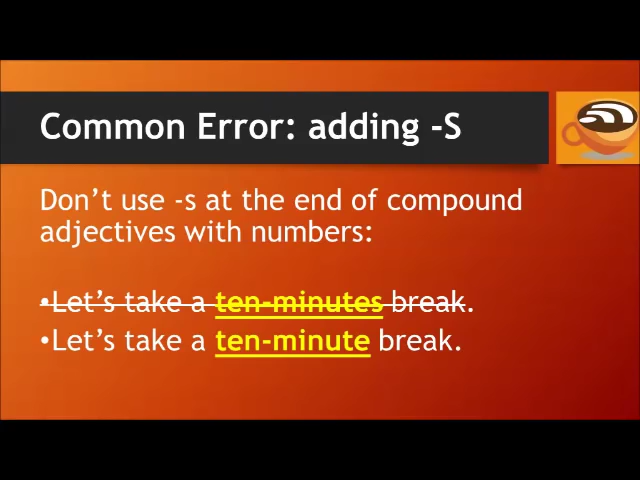 Common Error: adding -S
Don't use -s at the end of compound
adjectives with numbers:
•Let's take a ten-minutes break.
•Let's take a ten-minute break.